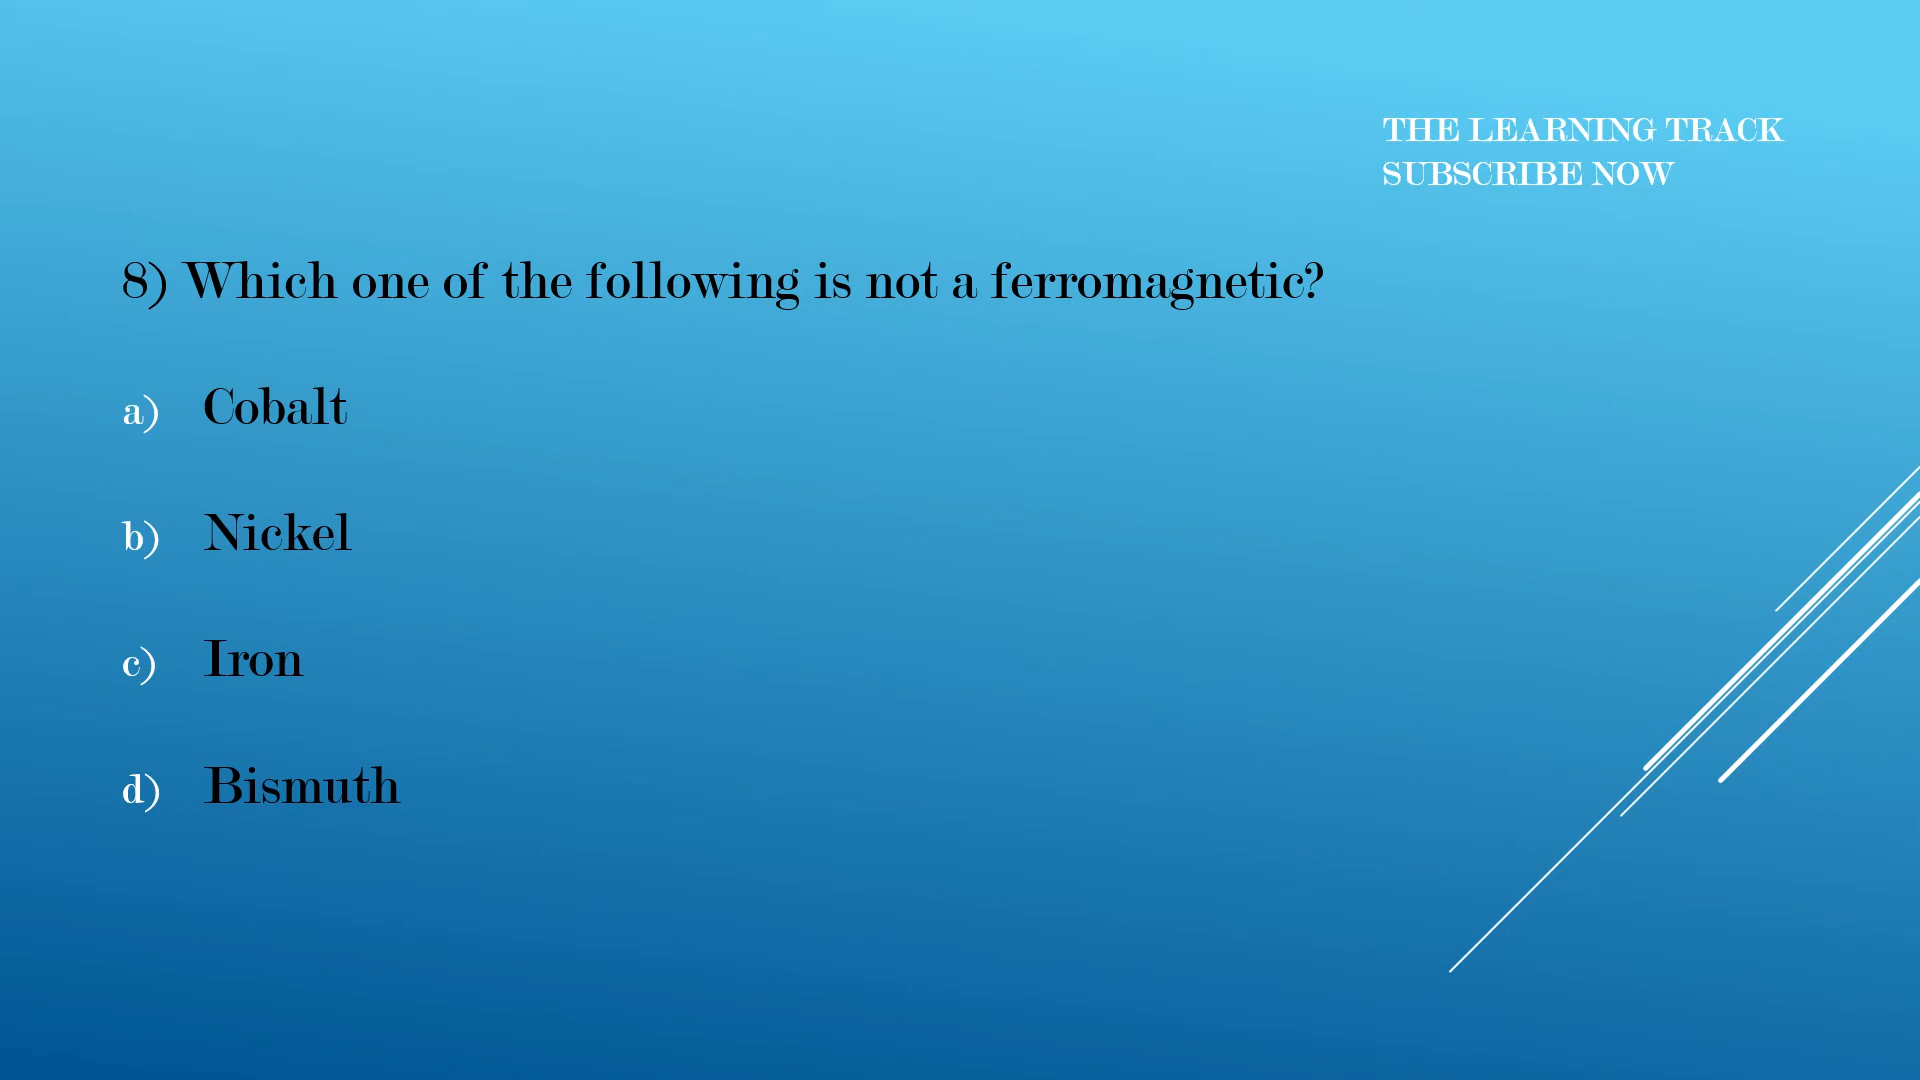 THE LEARNING TRACK
SUBSCRIBE NOW
8) Which one of the following is not a ferromagnetic?
a) Cobalt
b) Nickel
c) Iron
d) Bismuth